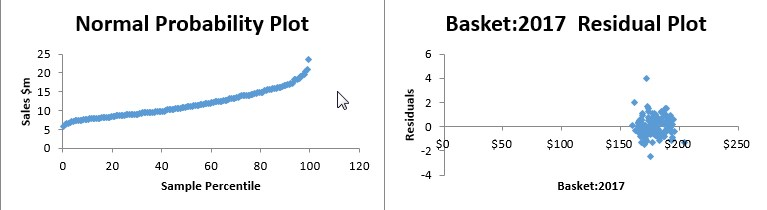 Normal Probability Plot
25
20
15
10
5
0
Sales $m
0 20 40 60 80 100 120
Sample Percentile
Basket:2017 Residual Plot
6
4
2
0
-2
-4
Residuals
$0 $50 $100 $150 $200 $250
Basket:2017